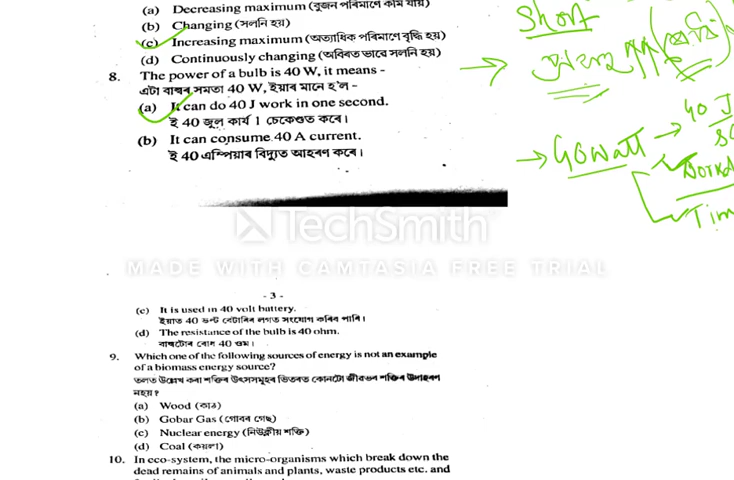 (a) Decreasing maximum (বৃজন পৰিমাণে কমি যায়)
(b) Changing (সলনি হয়)
(c) Increasing maximum (অত্যাধিক পৰিমাণে বৃদ্ধি হয়)
(d) Continuously changing (অবিৰত ভাৱে সলনি হয়)
8. The power of a bulb is 40 W, it means -
এটা বাল্বৰ ক্ষমতা 40 W, ইয়াৰ মানে হ'ল -
(a) It can do 40 J work in one second.
ই 40 জুল কাৰ্য 1 চেকেণ্ডত কৰে।
(b) It can consume 40 A current.
ই 40 এম্পিয়াৰ বিদ্যুত আহৰণ কৰে।
Short
→ 40 Watt → 40 J
Work
Tim
TechSmith
MADE WITH CAMTASIA FREE TRIAL
- 3 -
(c) It is used in 40 volt battery.
ইয়াত 40 ভল্ট বেটাৰিৰ লগত সংযোগ কৰিব পাৰি।
(d) The resistance of the bulb is 40 ohm.
বাল্বটোৰ ৰোধ 40 ওম।
9. Which one of the following sources of energy is not an example
of a biomass energy source?
তলত উল্লেখ কৰা শক্তিৰ উৎসসমূহৰ ভিতৰত কোনটো জীৱভৰ শক্তিৰ উদাহৰণ
নহয়?
(a) Wood (কাঠ)
(b) Gobar Gas (গোবৰ গেছ)
(c) Nuclear energy (নিউক্লীয় শক্তি)
(d) Coal (কয়লা)
10. In eco-system, the micro-organisms which break down the
dead remains of animals and plants, waste products etc. and